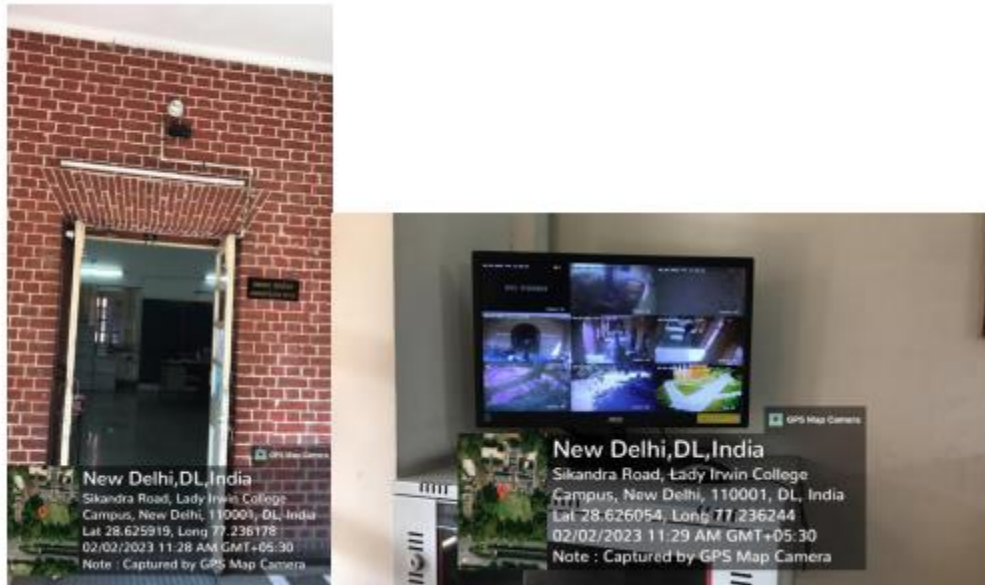 GPS Map Camera
New Delhi,DL,India
Sikandra Road, Lady Irwin College
Campus, New Delhi, 110001, DL, India
Lat 28.625919, Long 77.236178
02/02/2023 11:28 AM GMT+05:30
Note : Captured by GPS Map Camera
GPS Map Camera
New Delhi,DL,India
Sikandra Road, Lady Irwin College
Campus, New Delhi, 110001, DL, India
Lat 28.626054, Long 77.236244
02/02/2023 11:29 AM GMT+05:30
Note : Captured by GPS Map Camera